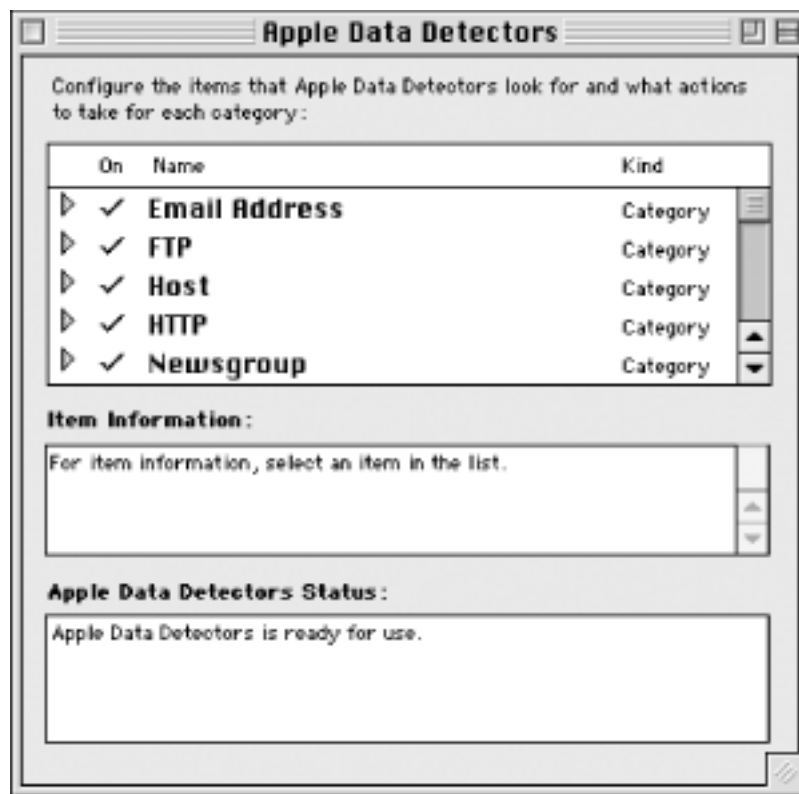 Apple Data Detectors
Configure the items that Apple Data Detectors look for and what actions
to take for each category:
On Name Kind
Email Address Category
FTP Category
Host Category
HTTP Category
Newsgroup Category
Item Information:
For item information, select an item in the list.
Apple Data Detectors Status:
Apple Data Detectors is ready for use.